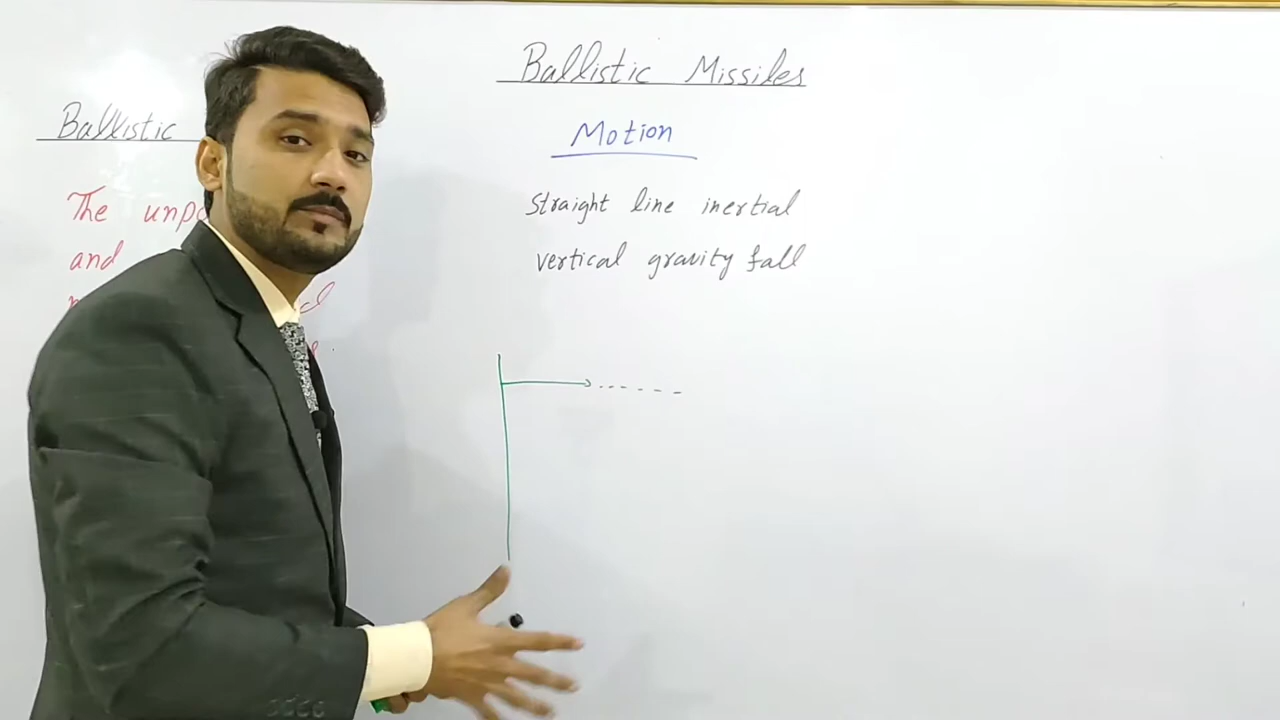 Ballistic
The
and
Ballistic Missiles
Motion
straight line inertial
vertical gravity fall